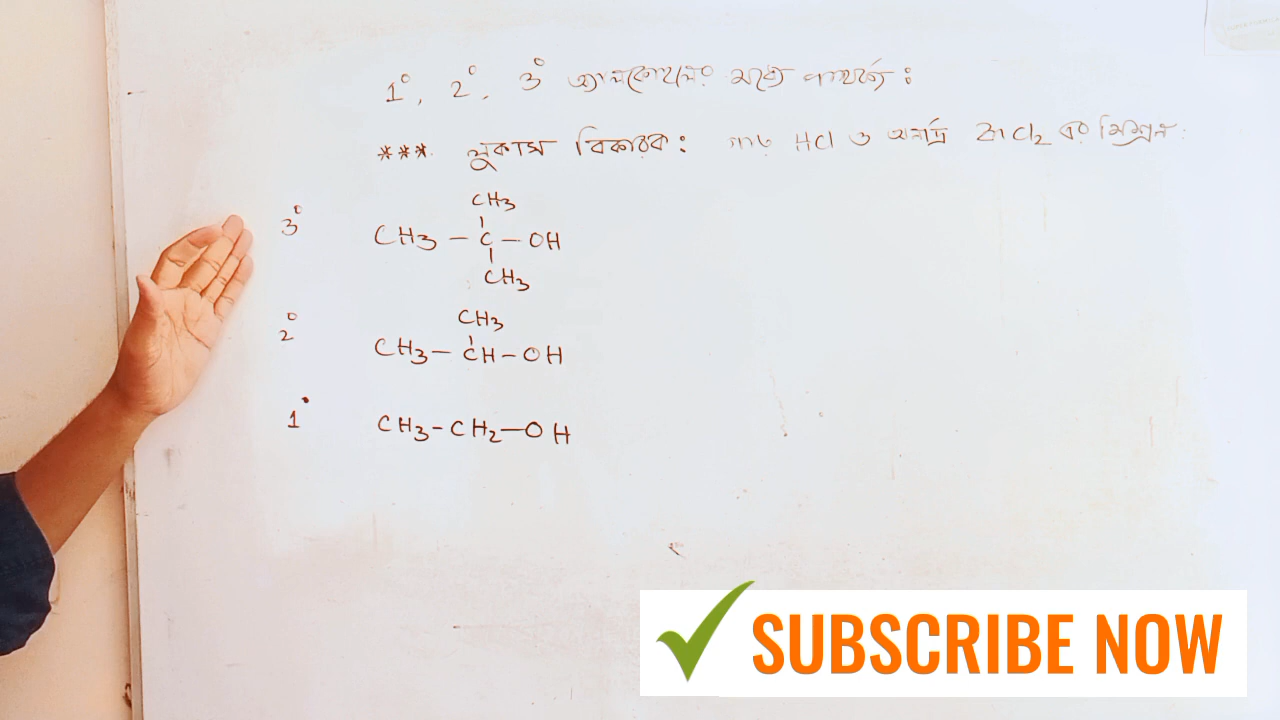 1°, 2°, 3° অ্যালকোহলের মধ্যে পার্থক্য :
*** লুকাস বিকারক : গাঢ় HCl ও অনার্দ্র ZnCl2 এর মিশ্রন :
CH3
3° CH3 – C – OH
CH3
CH3
2° CH3 – CH – OH
1° CH3 – CH2 – OH
SUBSCRIBE NOW